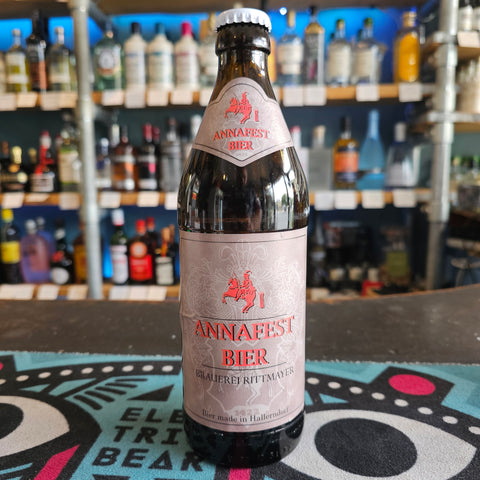 ANNAFEST
BIER
ANNAFEST
BIER
BRAUEREI RITTMAYER
Bier made in Hallerndorf
ELE
TRI
BEAR